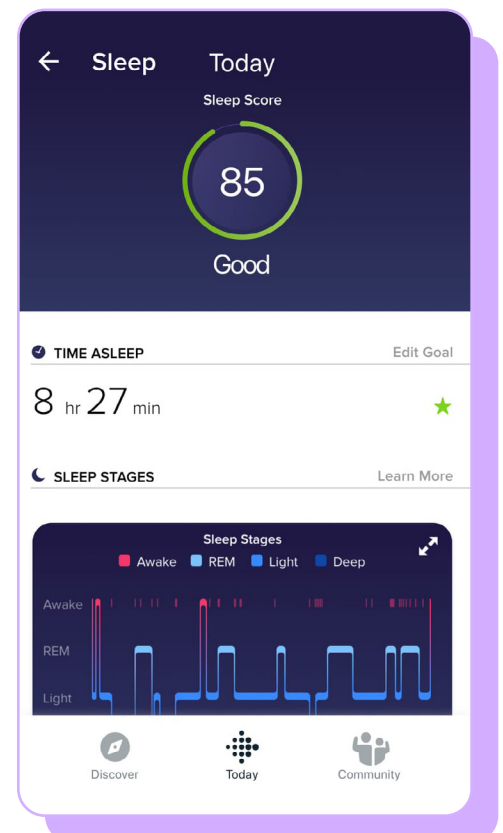 Sleep Today
Sleep Score
85
Good
TIME ASLEEP Edit Goal
8 hr 27 min
SLEEP STAGES Learn More
Sleep Stages
Awake REM Light Deep
Awake
REM
Light
Discover Today Community